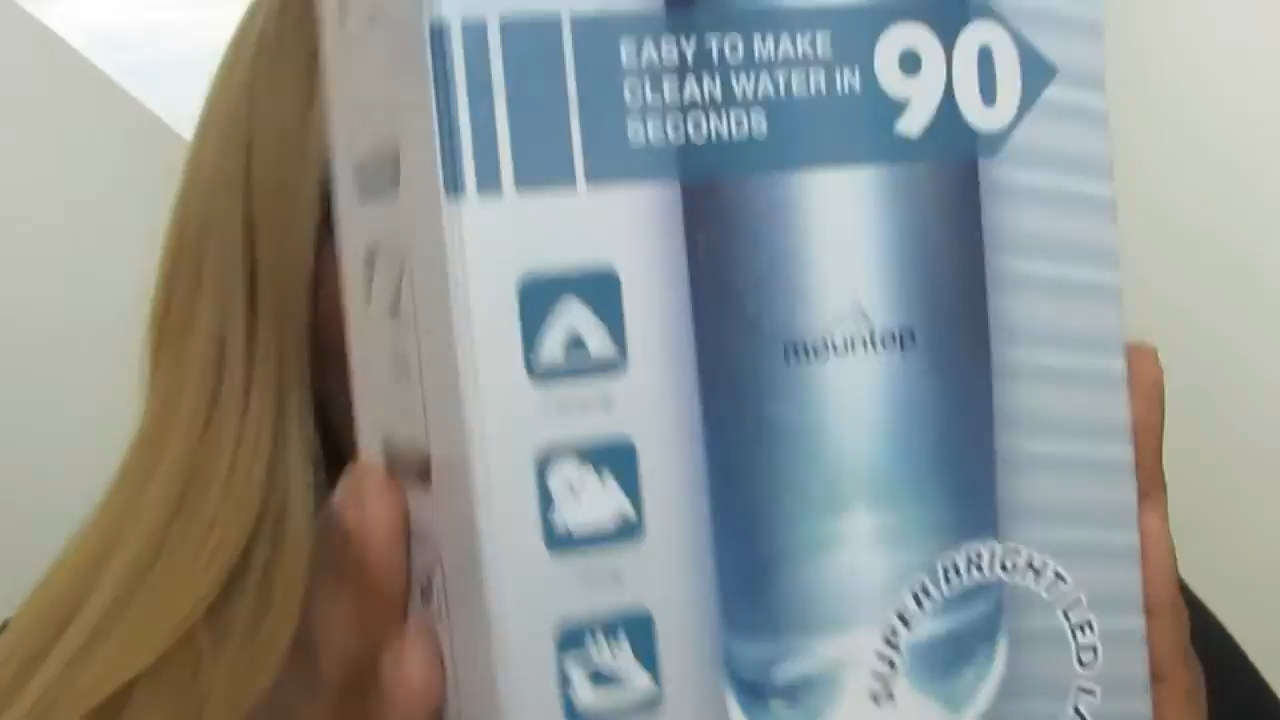 EASY TO MAKE
CLEAN WATER IN
SECONDS
90
mountop
SUPER BRIGHT LED